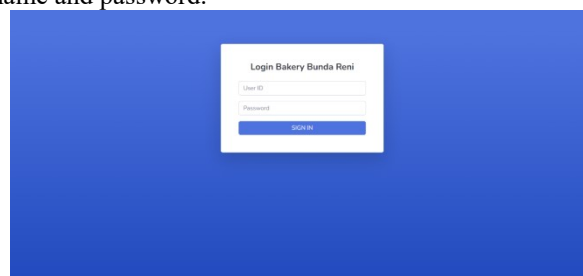 name and password.
Login Bakery Bunda Reni
User ID
Password
SIGN IN